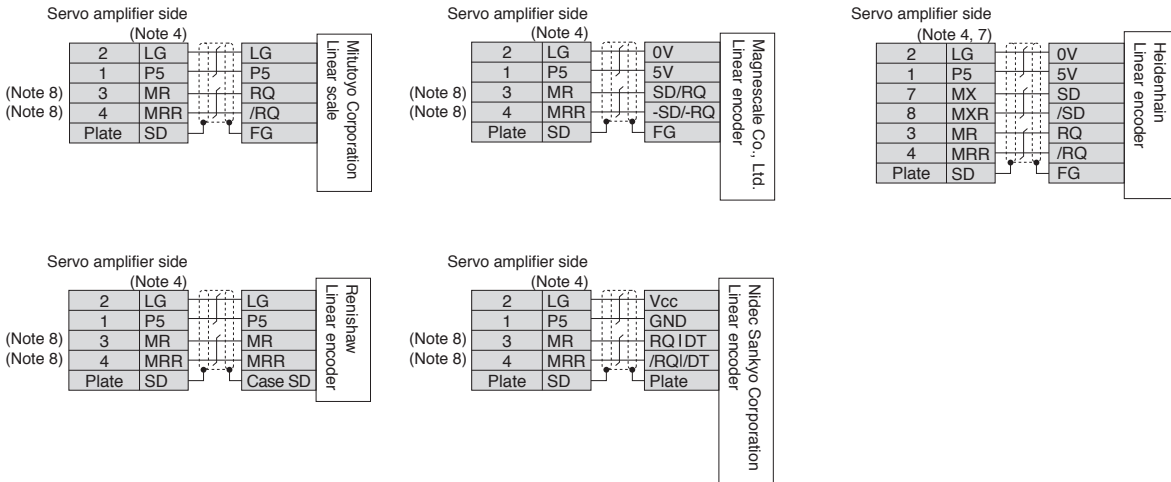 Servo amplifier side
(Note 4)
2 LG LG
1 P5 P5
(Note 8) 3 MR RQ
(Note 8) 4 MRR /RQ
Plate SD FG
Mitutoyo Corporation
Linear scale
Servo amplifier side
(Note 4)
2 LG 0V
1 P5 5V
(Note 8) 3 MR SD/RQ
(Note 8) 4 MRR -SD/-RQ
Plate SD FG
Magnescale Co., Ltd.
Linear encoder
Servo amplifier side
(Note 4, 7)
2 LG 0V
1 P5 5V
7 MX SD
8 MXR /SD
3 MR RQ
4 MRR /RQ
Plate SD FG
Heidenhain
Linear encoder
Servo amplifier side
(Note 4)
2 LG LG
1 P5 P5
(Note 8) 3 MR MR
(Note 8) 4 MRR MRR
Plate SD Case SD
Renishaw
Linear encoder
Servo amplifier side
(Note 4)
2 LG Vcc
1 P5 GND
(Note 8) 3 MR RQ|DT
(Note 8) 4 MRR /RQ|/DT
Plate SD Plate
Nidec Sankyo Corporation
Linear encoder